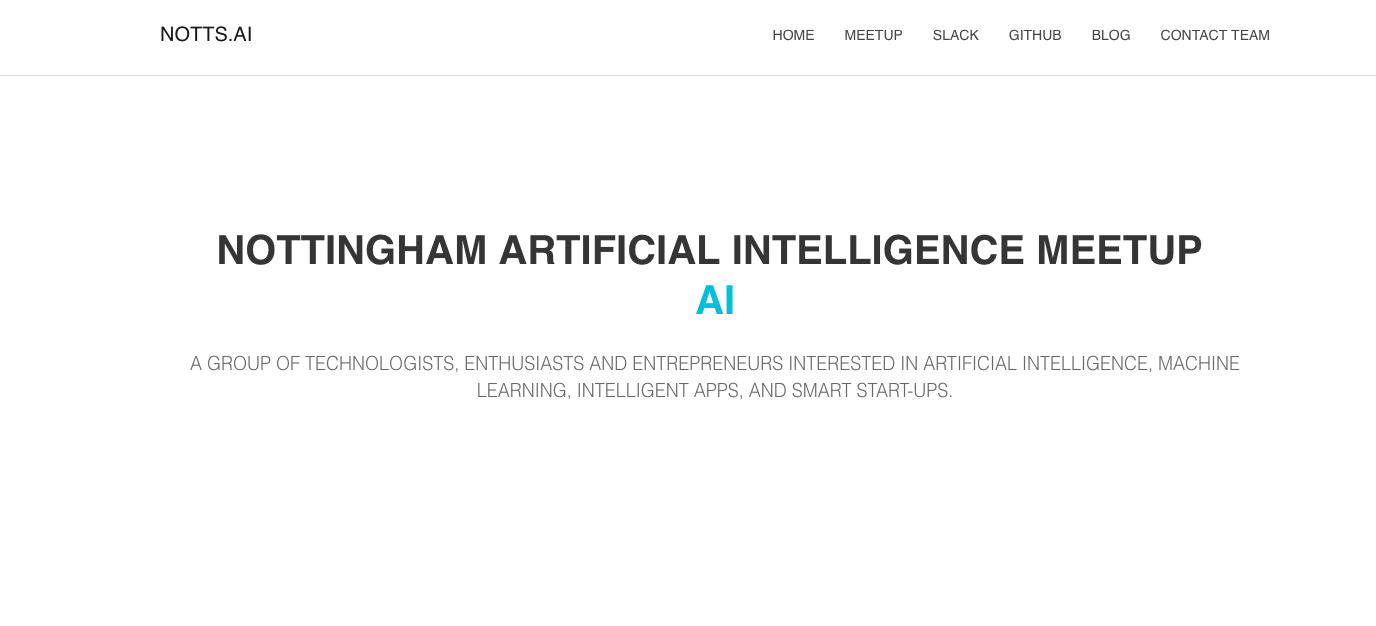 NOTTS.AI
HOME MEETUP SLACK GITHUB BLOG CONTACT TEAM
NOTTINGHAM ARTIFICIAL INTELLIGENCE MEETUP
AI
A GROUP OF TECHNOLOGISTS, ENTHUSIASTS AND ENTREPRENEURS INTERESTED IN ARTIFICIAL INTELLIGENCE, MACHINE
LEARNING, INTELLIGENT APPS, AND SMART START-UPS.